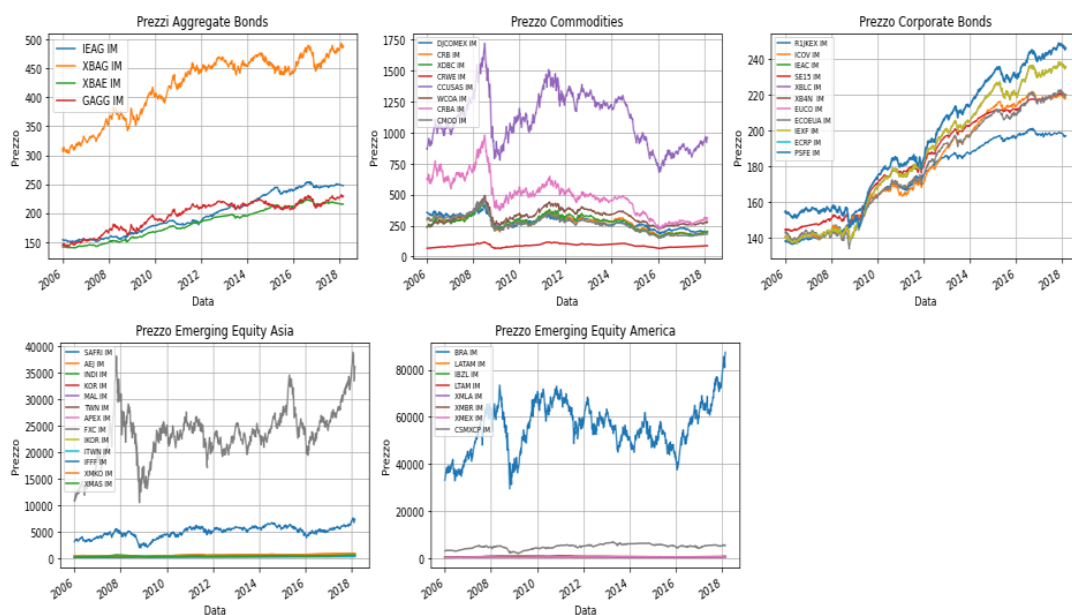 Prezzi Aggregate Bonds
500
450
400
350
300
250
200
150
IEAG IM
XBAG IM
XBAE IM
GAGG IM
2006
2008
2010
2012
2014
2016
2018
Prezzo
Data
Prezzo Commodities
1750
1500
1250
1000
750
500
250
0
DJCOMEX IM
CRB IM
XDBC IM
CRWE IM
CCUSAS IM
WCOA IM
CRBA IM
CMOD IM
2006
2008
2010
2012
2014
2016
2018
Prezzo
Data
Prezzo Corporate Bonds
240
220
200
180
160
140
R1JKEX IM
ICOV IM
IEAC IM
SE15 IM
XBLC IM
XB4N IM
EUCO IM
ECOEUA IM
IEXF IM
ECRP IM
PSFE IM
2006
2008
2010
2012
2014
2016
2018
Prezzo
Data
Prezzo Emerging Equity Asia
40000
35000
30000
25000
20000
15000
10000
5000
0
SAFRI IM
AEJ IM
INDI IM
KOR IM
MAL IM
TWN IM
APEX IM
FXC IM
IKOR IM
ITWN IM
IFFF IM
XMKO IM
XMAS IM
2006
2008
2010
2012
2014
2016
2018
Prezzo
Data
Prezzo Emerging Equity America
80000
60000
40000
20000
0
BRA IM
LATAM IM
IBZL IM
LTAM IM
XMLA IM
XMBR IM
XMEX IM
CSMXCP IM
2006
2008
2010
2012
2014
2016
2018
Prezzo
Data